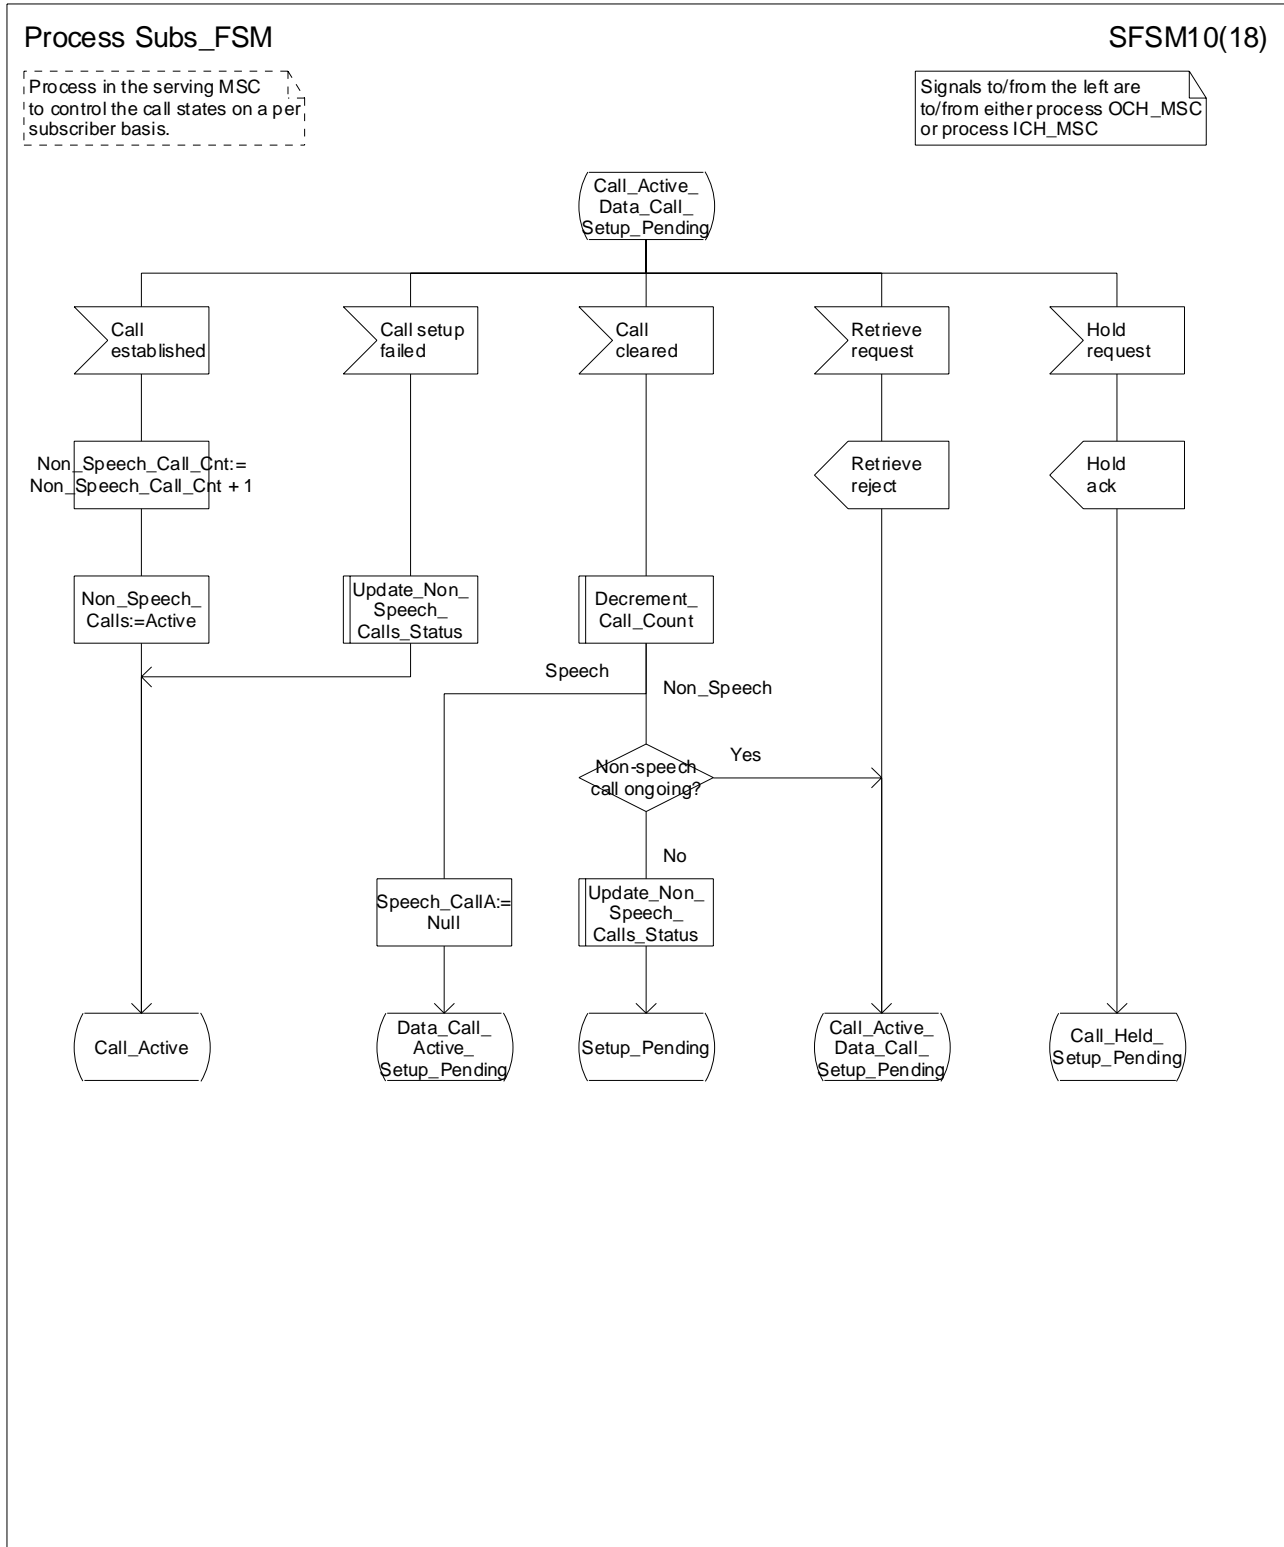 Process Subs_FSM
SFSM10(18)
Process in the serving MSC
to control the call states on a per
subscriber basis.
Signals to/from the left are
to/from either process OCH_MSC
or process ICH_MSC
Call_Active_
Data_Call_
Setup_Pending
Call
established
Call setup
failed
Call
cleared
Retrieve
request
Hold
request
Non_Speech_Call_Cnt:=
Non_Speech_Call_Cnt + 1
Retrieve
reject
Hold
ack
Non_Speech_
Calls:=Active
Update_Non_
Speech_
Calls_Status
Decrement_
Call_Count
Speech
Non_Speech
Non-speech
call ongoing?
Yes
No
Speech_CallA:=
Null
Update_Non_
Speech_
Calls_Status
Call_Active
Data_Call_
Active_
Setup_Pending
Setup_Pending
Call_Active_
Data_Call_
Setup_Pending
Call_Held_
Setup_Pending